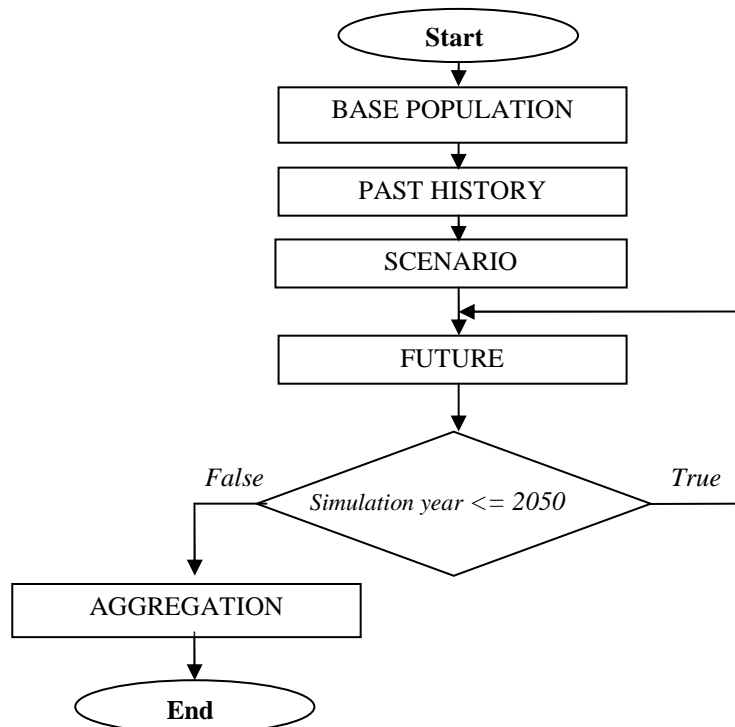 Start
BASE POPULATION
PAST HISTORY
SCENARIO
FUTURE
False
True
Simulation year <= 2050
AGGREGATION
End